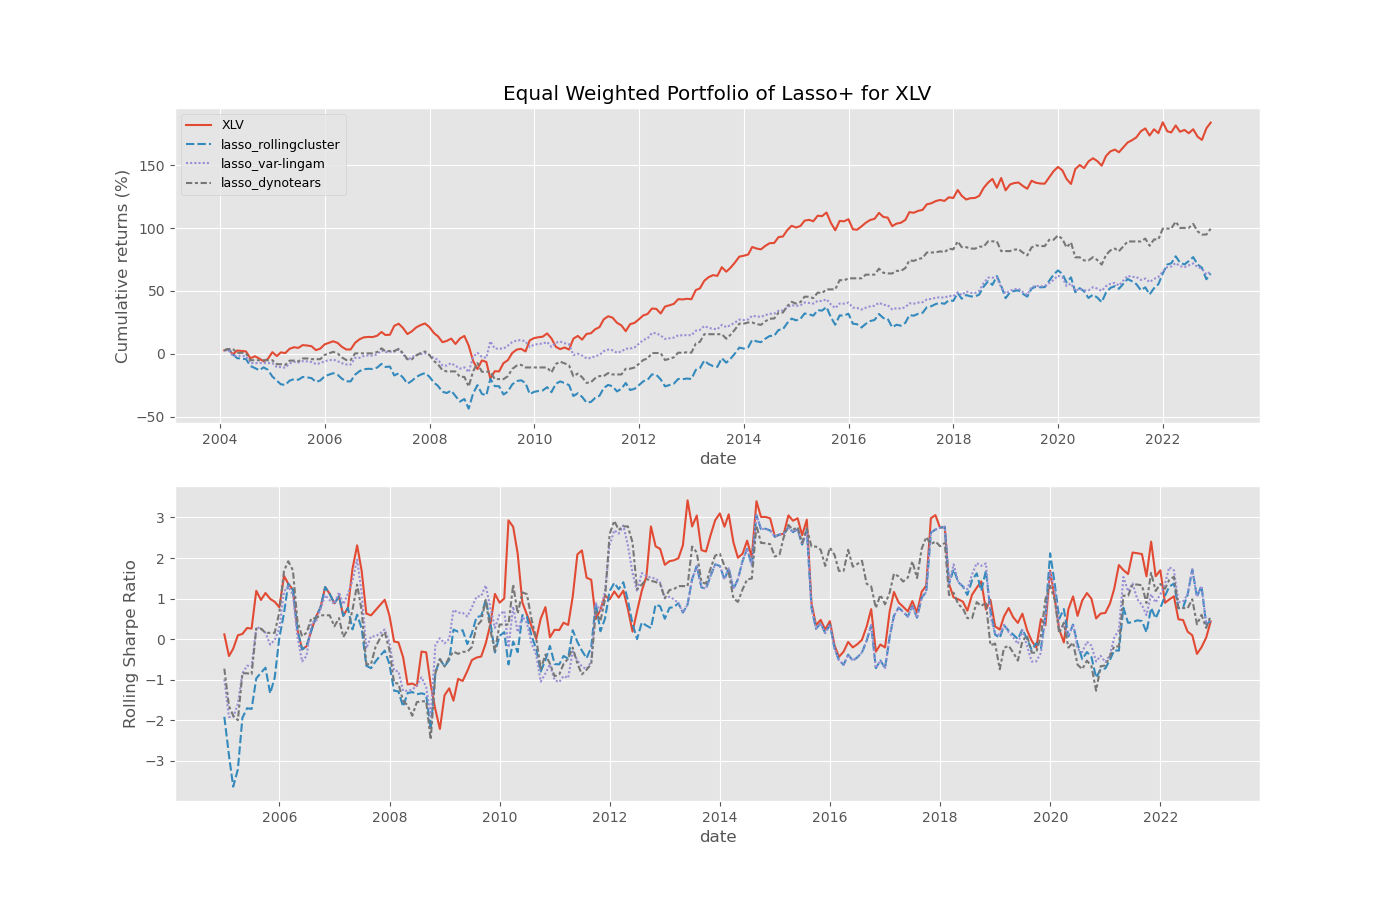 Equal Weighted Portfolio of Lasso+ for XLV
XLV
lasso_rollingcluster
lasso_var-lingam
lasso_dynotears
Cumulative returns (%)
150
100
50
0
−50
2004 2006 2008 2010 2012 2014 2016 2018 2020 2022
date
Rolling Sharpe Ratio
3
2
1
0
−1
−2
−3
2006 2008 2010 2012 2014 2016 2018 2020 2022
date